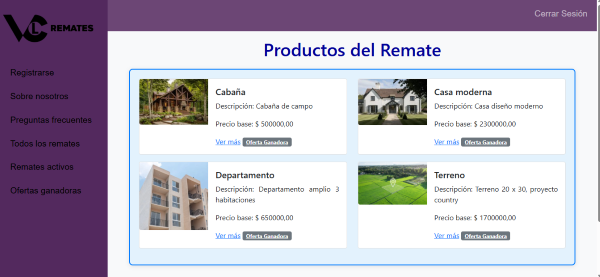 Cerrar Sesión
VLC REMATES
Registrarse
Sobre nosotros
Preguntas frecuentes
Todos los remates
Remates activos
Ofertas ganadoras
Productos del Remate
Cabaña
Descripción: Cabaña de campo
Precio base: $ 500000,00
Ver más Oferta Ganadora
Casa moderna
Descripción: Casa diseño moderno
Precio base: $ 2300000,00
Ver más Oferta Ganadora
Departamento
Descripción: Departamento amplio 3
habitaciones
Precio base: $ 650000,00
Ver más Oferta Ganadora
Terreno
Descripción: Terreno 20 x 30, proyecto
country
Precio base: $ 1700000,00
Ver más Oferta Ganadora